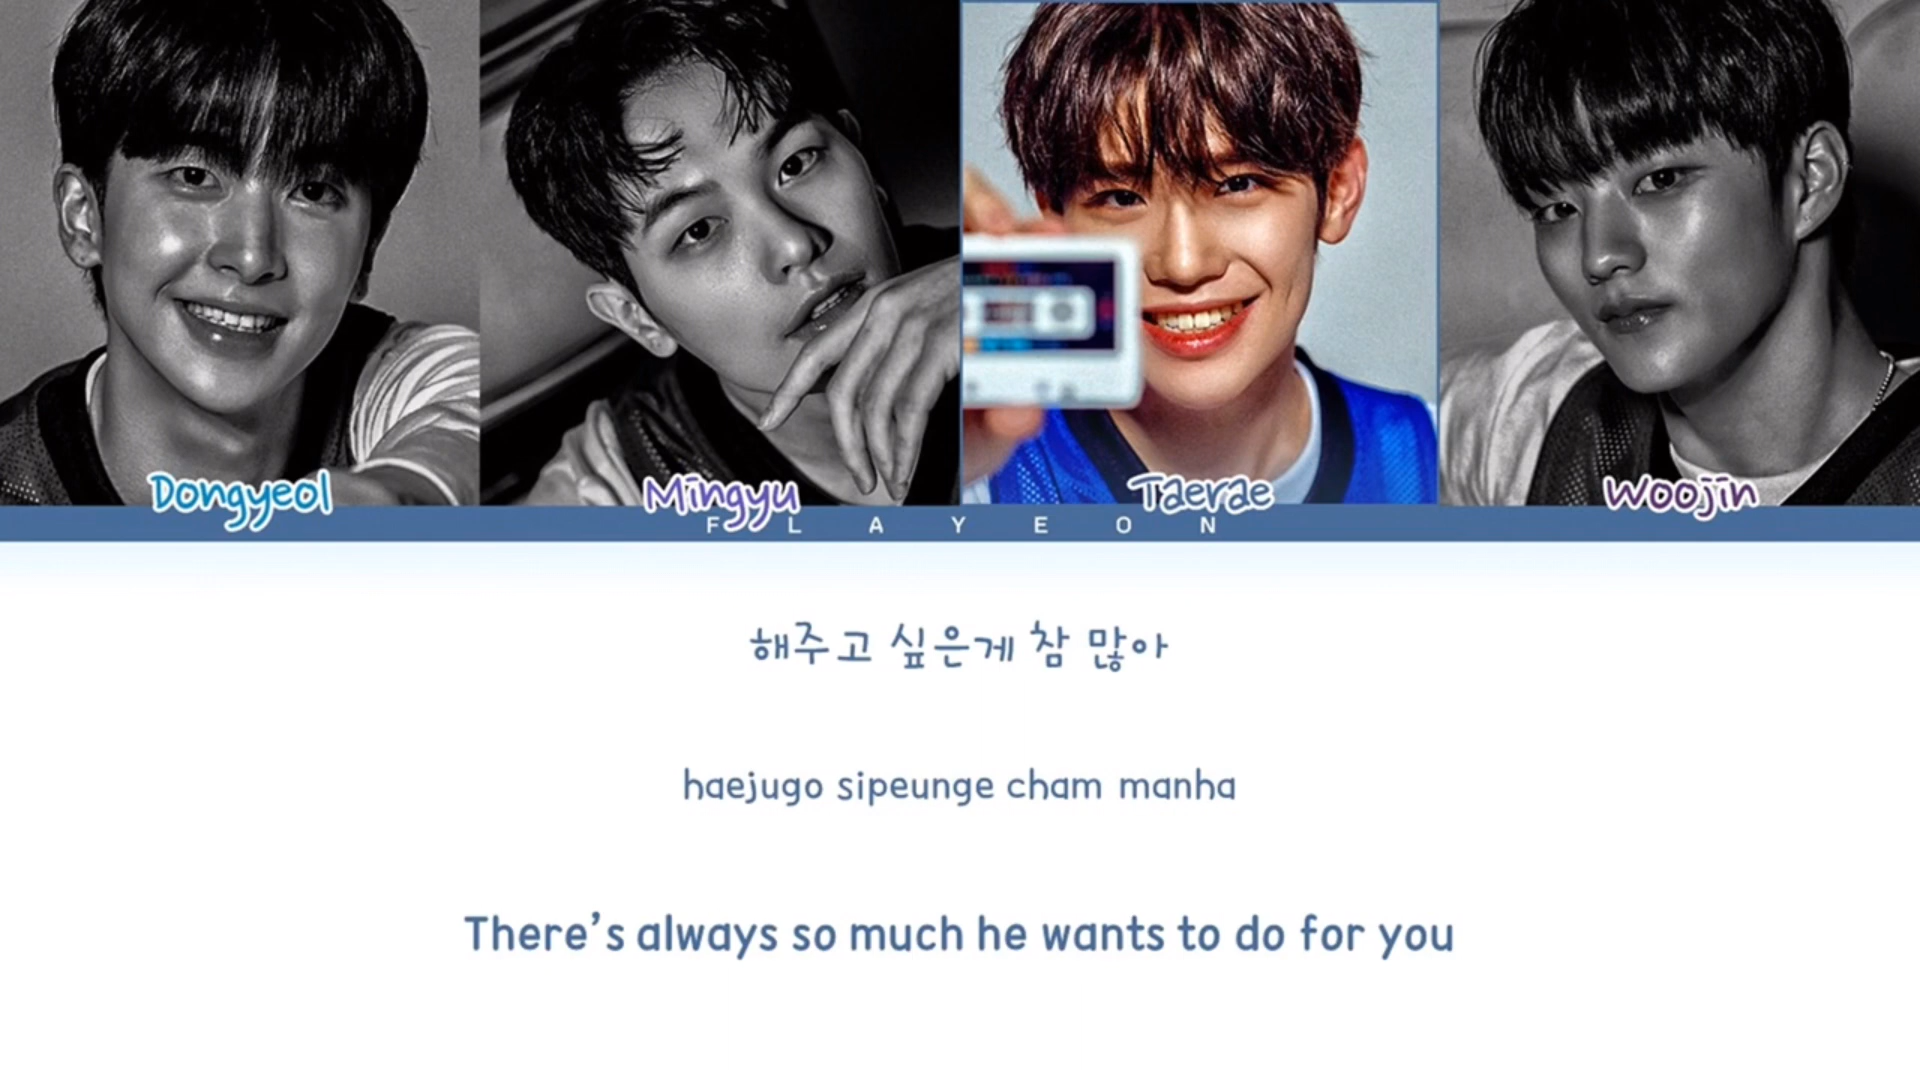 Dongyeol
Mingyu
Taerae
Woojin
FLAYEON
해주고 싶은게 참 많아
haejugo sipeunge cham manha
There's always so much he wants to do for you